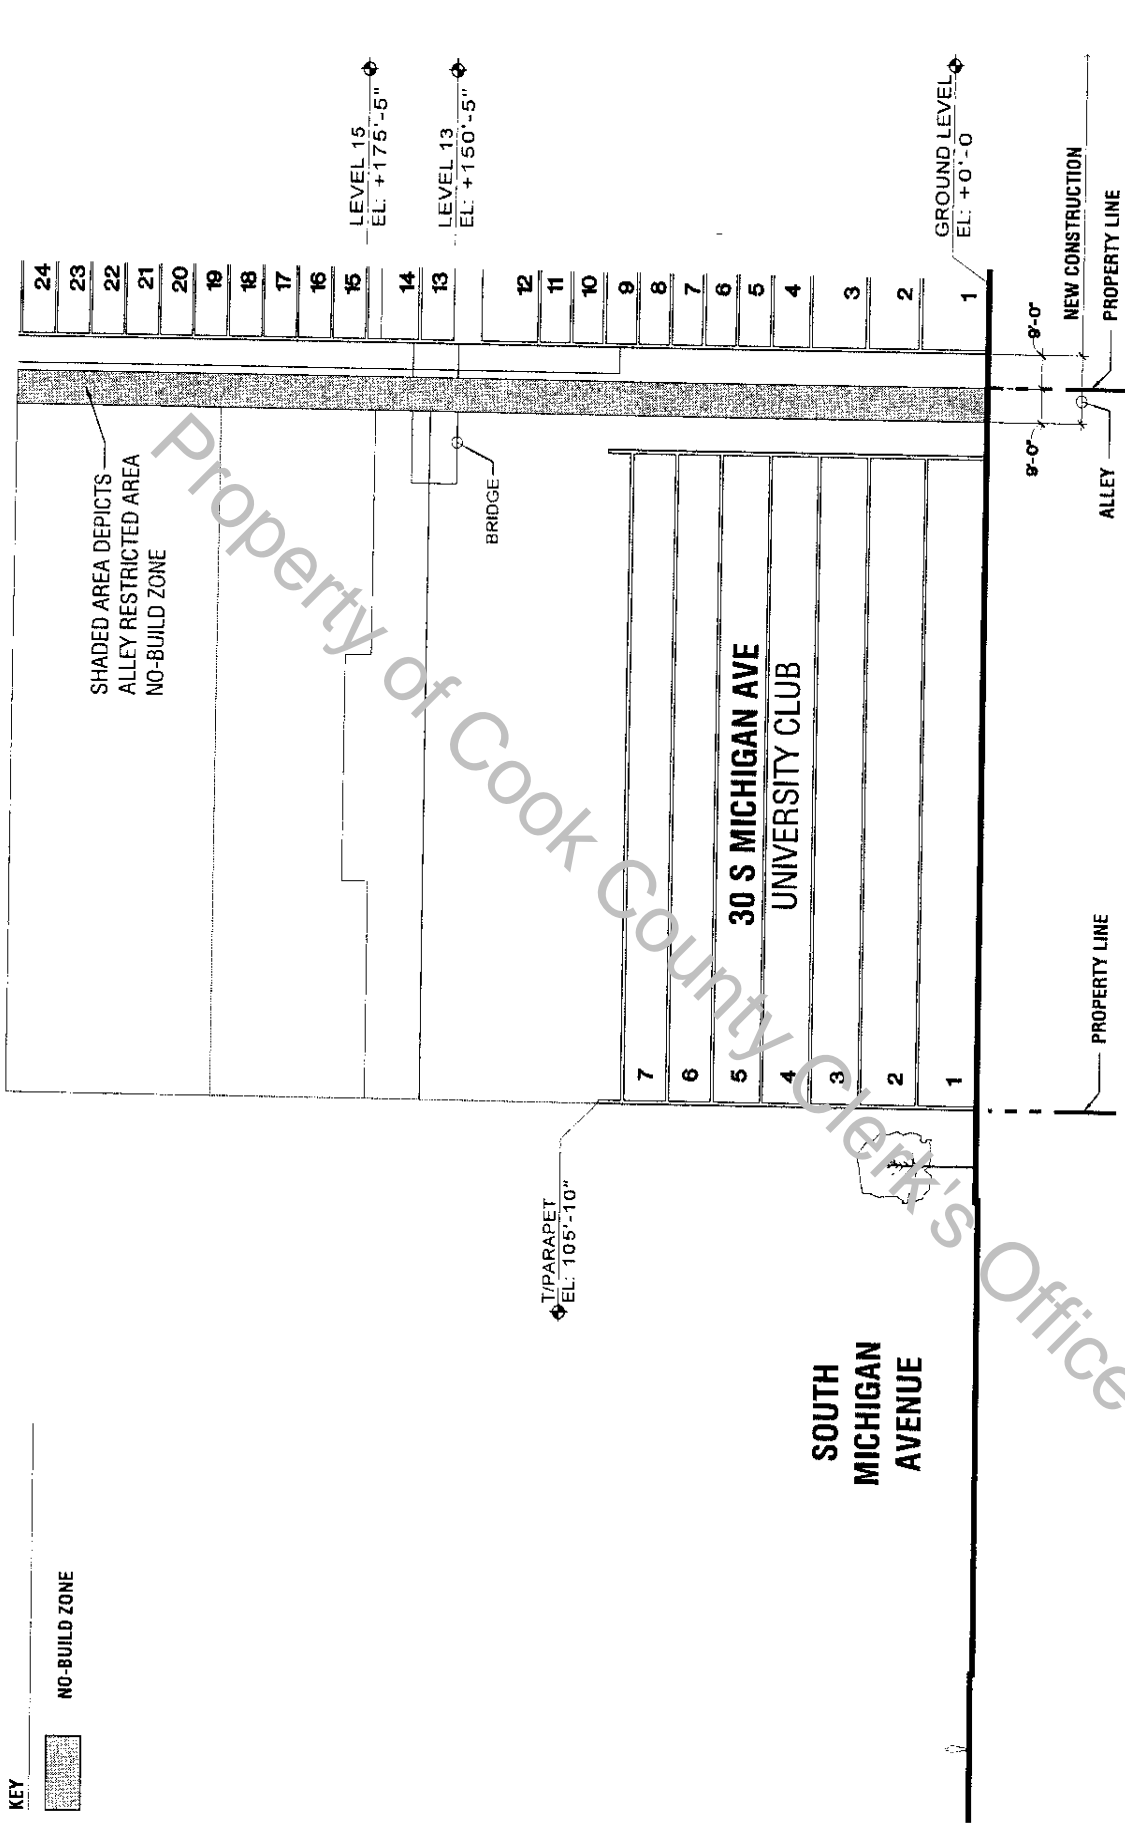 KEY
NO-BUILD ZONE
SHADED AREA DEPICTS
ALLEY RESTRICTED AREA
NO-BUILD ZONE
24
23
22
21
20
19
18
17
16
15
14
13
12
11
10
9
8
7
6
5
4
3
2
1
LEVEL 15
EL: +175'-5"
LEVEL 13
EL: +150'-5"
GROUND LEVEL
EL: +0'-0
BRIDGE
T/PARAPET
EL: 105'-10"
7
6
5
4
3
2
1
30 S MICHIGAN AVE
UNIVERSITY CLUB
SOUTH
MICHIGAN
AVENUE
9'-0"
9'-0"
NEW CONSTRUCTION
PROPERTY LINE
ALLEY
PROPERTY LINE
Property of Cook County Clerk's Office